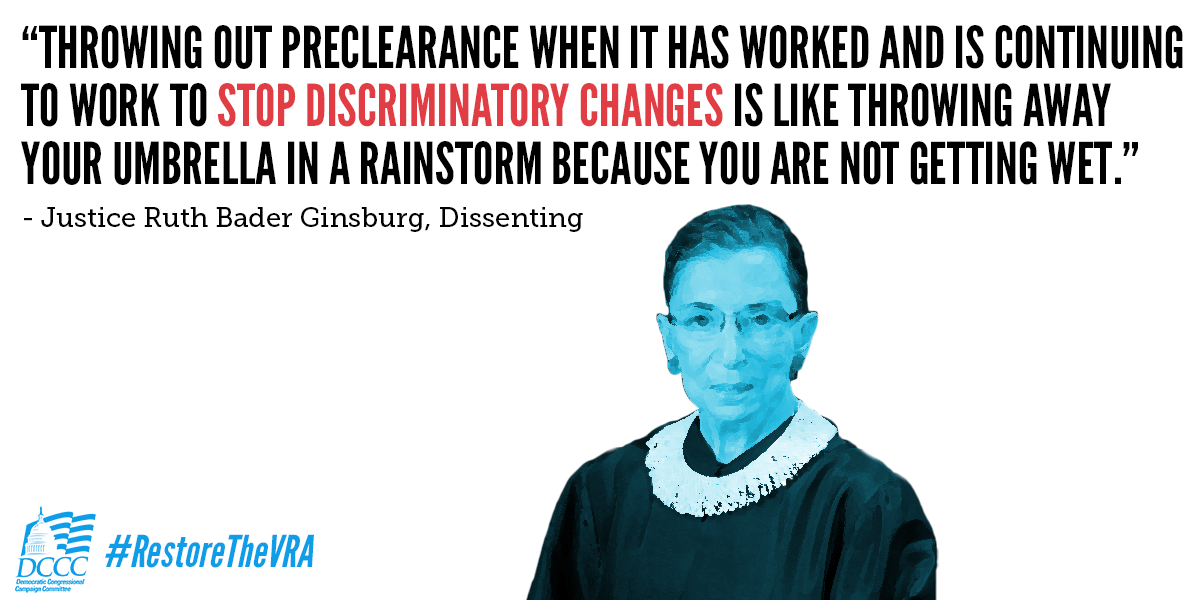 “THROWING OUT PRECLEARANCE WHEN IT HAS WORKED AND IS CONTINUING
TO WORK TO STOP DISCRIMINATORY CHANGES IS LIKE THROWING AWAY
YOUR UMBRELLA IN A RAINSTORM BECAUSE YOU ARE NOT GETTING WET.”
- Justice Ruth Bader Ginsburg, Dissenting
DCCC
Democratic Congressional
Campaign Committee
#RestoreTheVRA